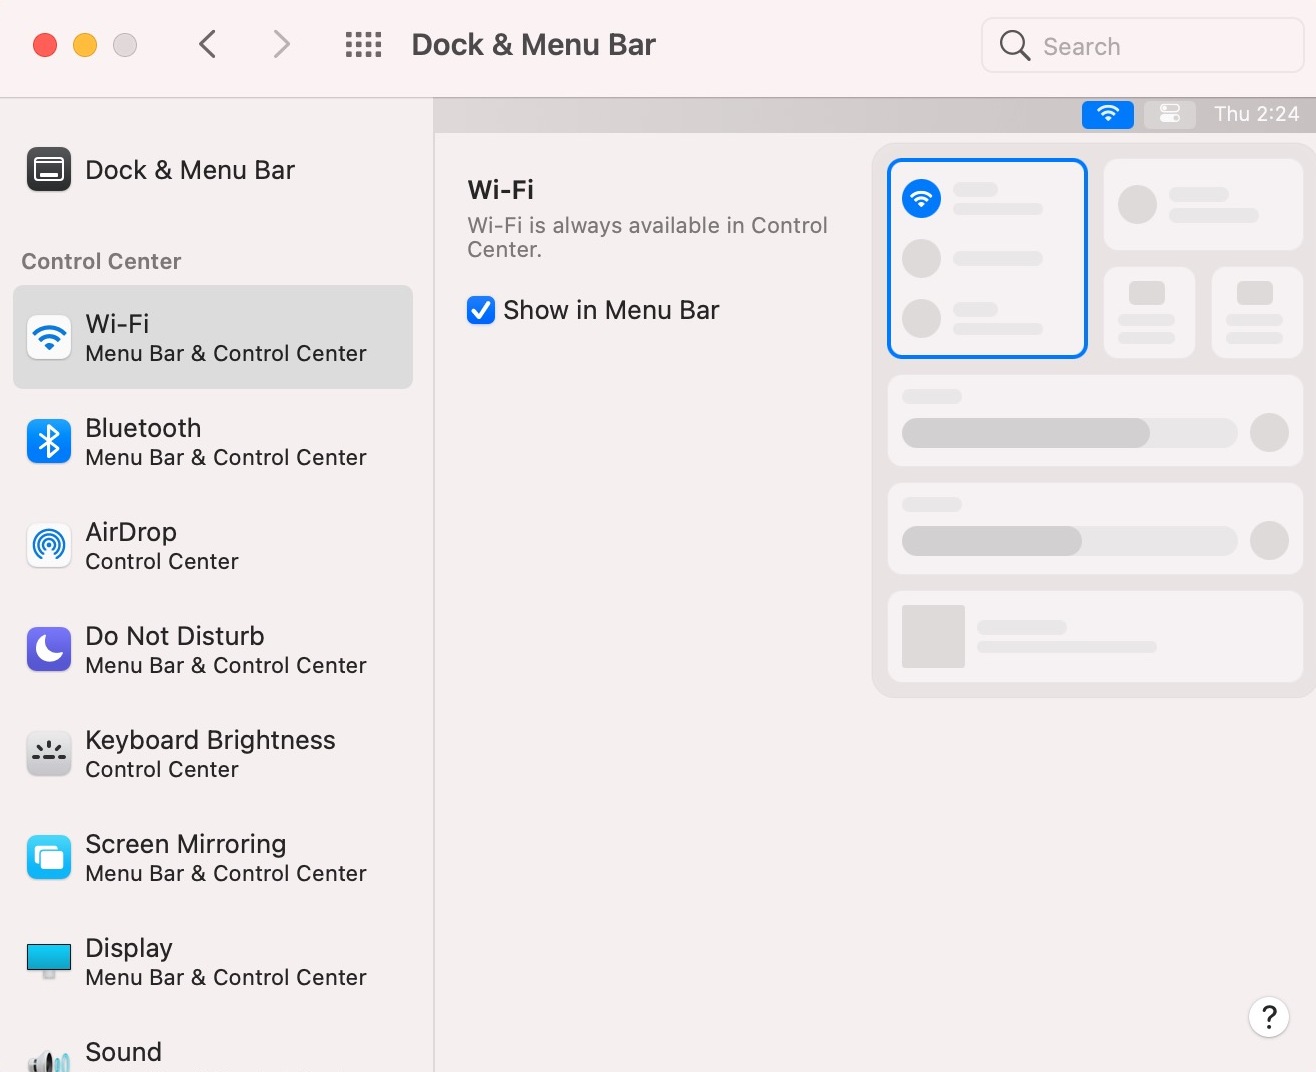 Dock & Menu Bar
Search
Thu 2:24
Dock & Menu Bar
Control Center
Wi-Fi
Menu Bar & Control Center
Bluetooth
Menu Bar & Control Center
AirDrop
Control Center
Do Not Disturb
Menu Bar & Control Center
Keyboard Brightness
Control Center
Screen Mirroring
Menu Bar & Control Center
Display
Menu Bar & Control Center
Sound
Wi-Fi
Wi-Fi is always available in Control
Center.
Show in Menu Bar
?